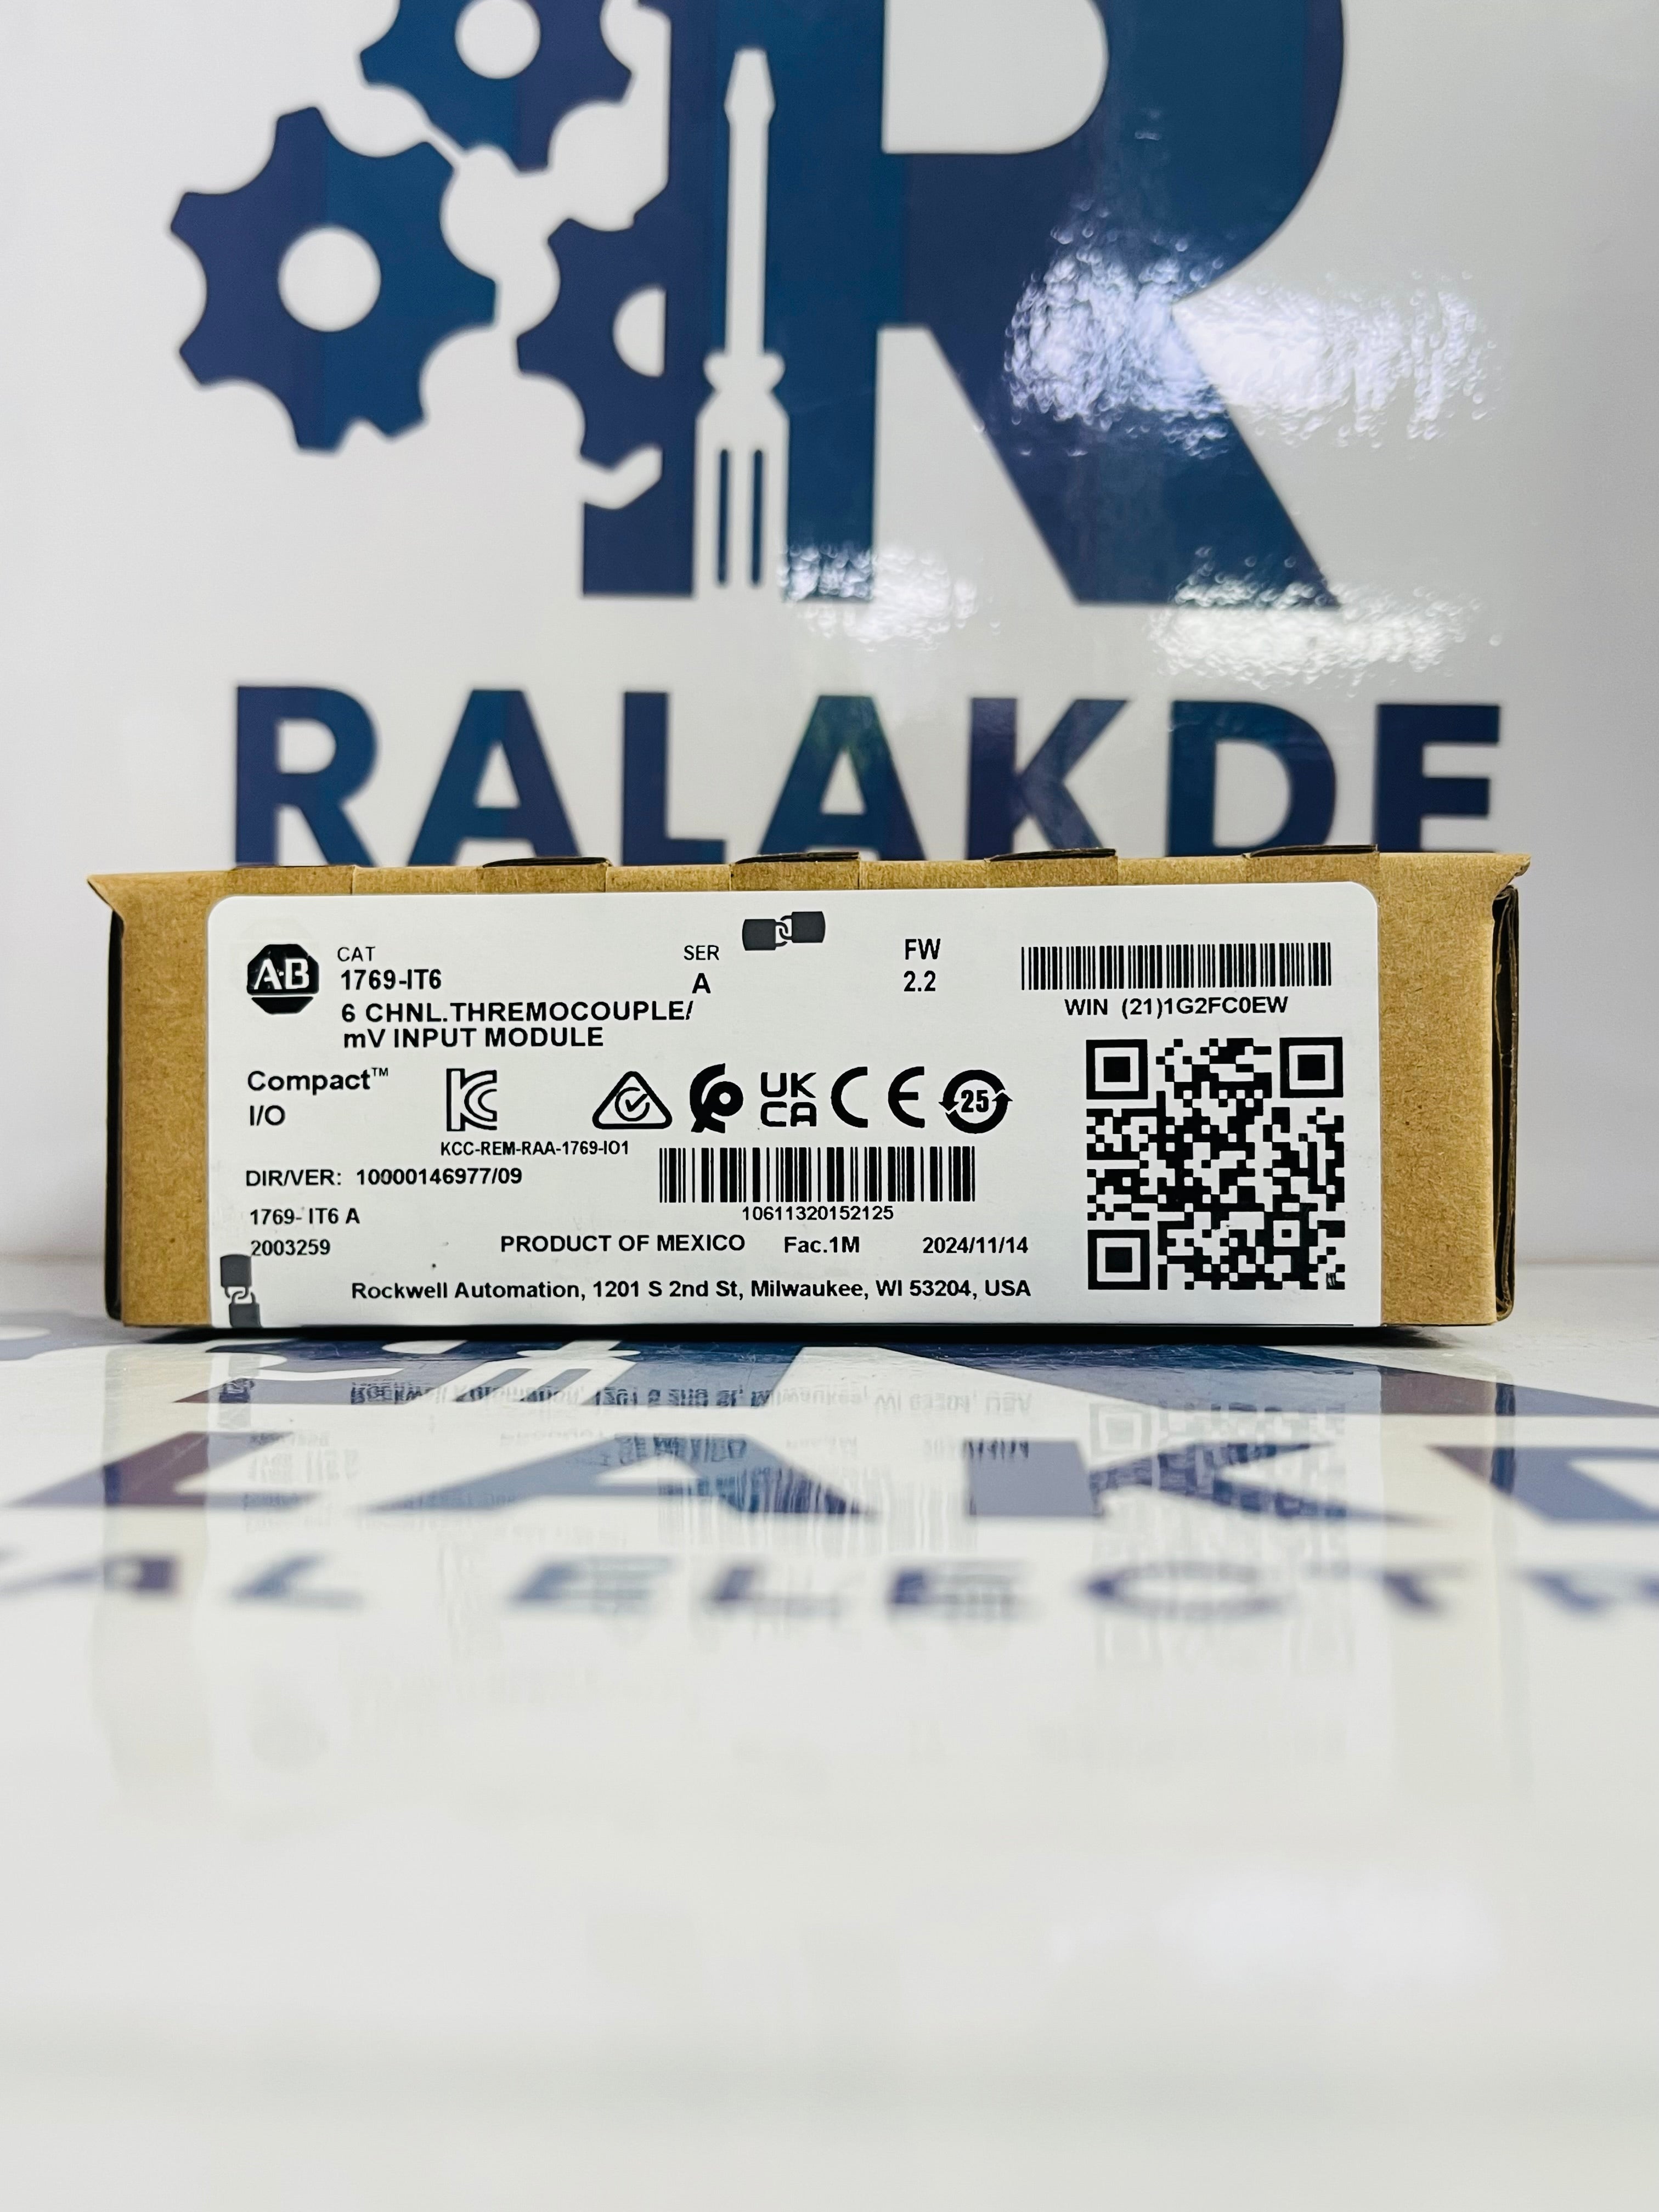 RALAKDE
AB
CAT
1769-IT6
SER
A
FW
2.2
6 CHNL.THREMOCOUPLE/
mV INPUT MODULE
WIN (21)1G2FC0EW
Compact™
I/O
UK
CA
CE
25
KCC-REM-RAA-1769-IO1
DIR/VER: 10000146977/09
10611320152125
1769- IT6 A
2003259
PRODUCT OF MEXICO Fac.1M 2024/11/14
Rockwell Automation, 1201 S 2nd St, Milwaukee, WI 53204, USA